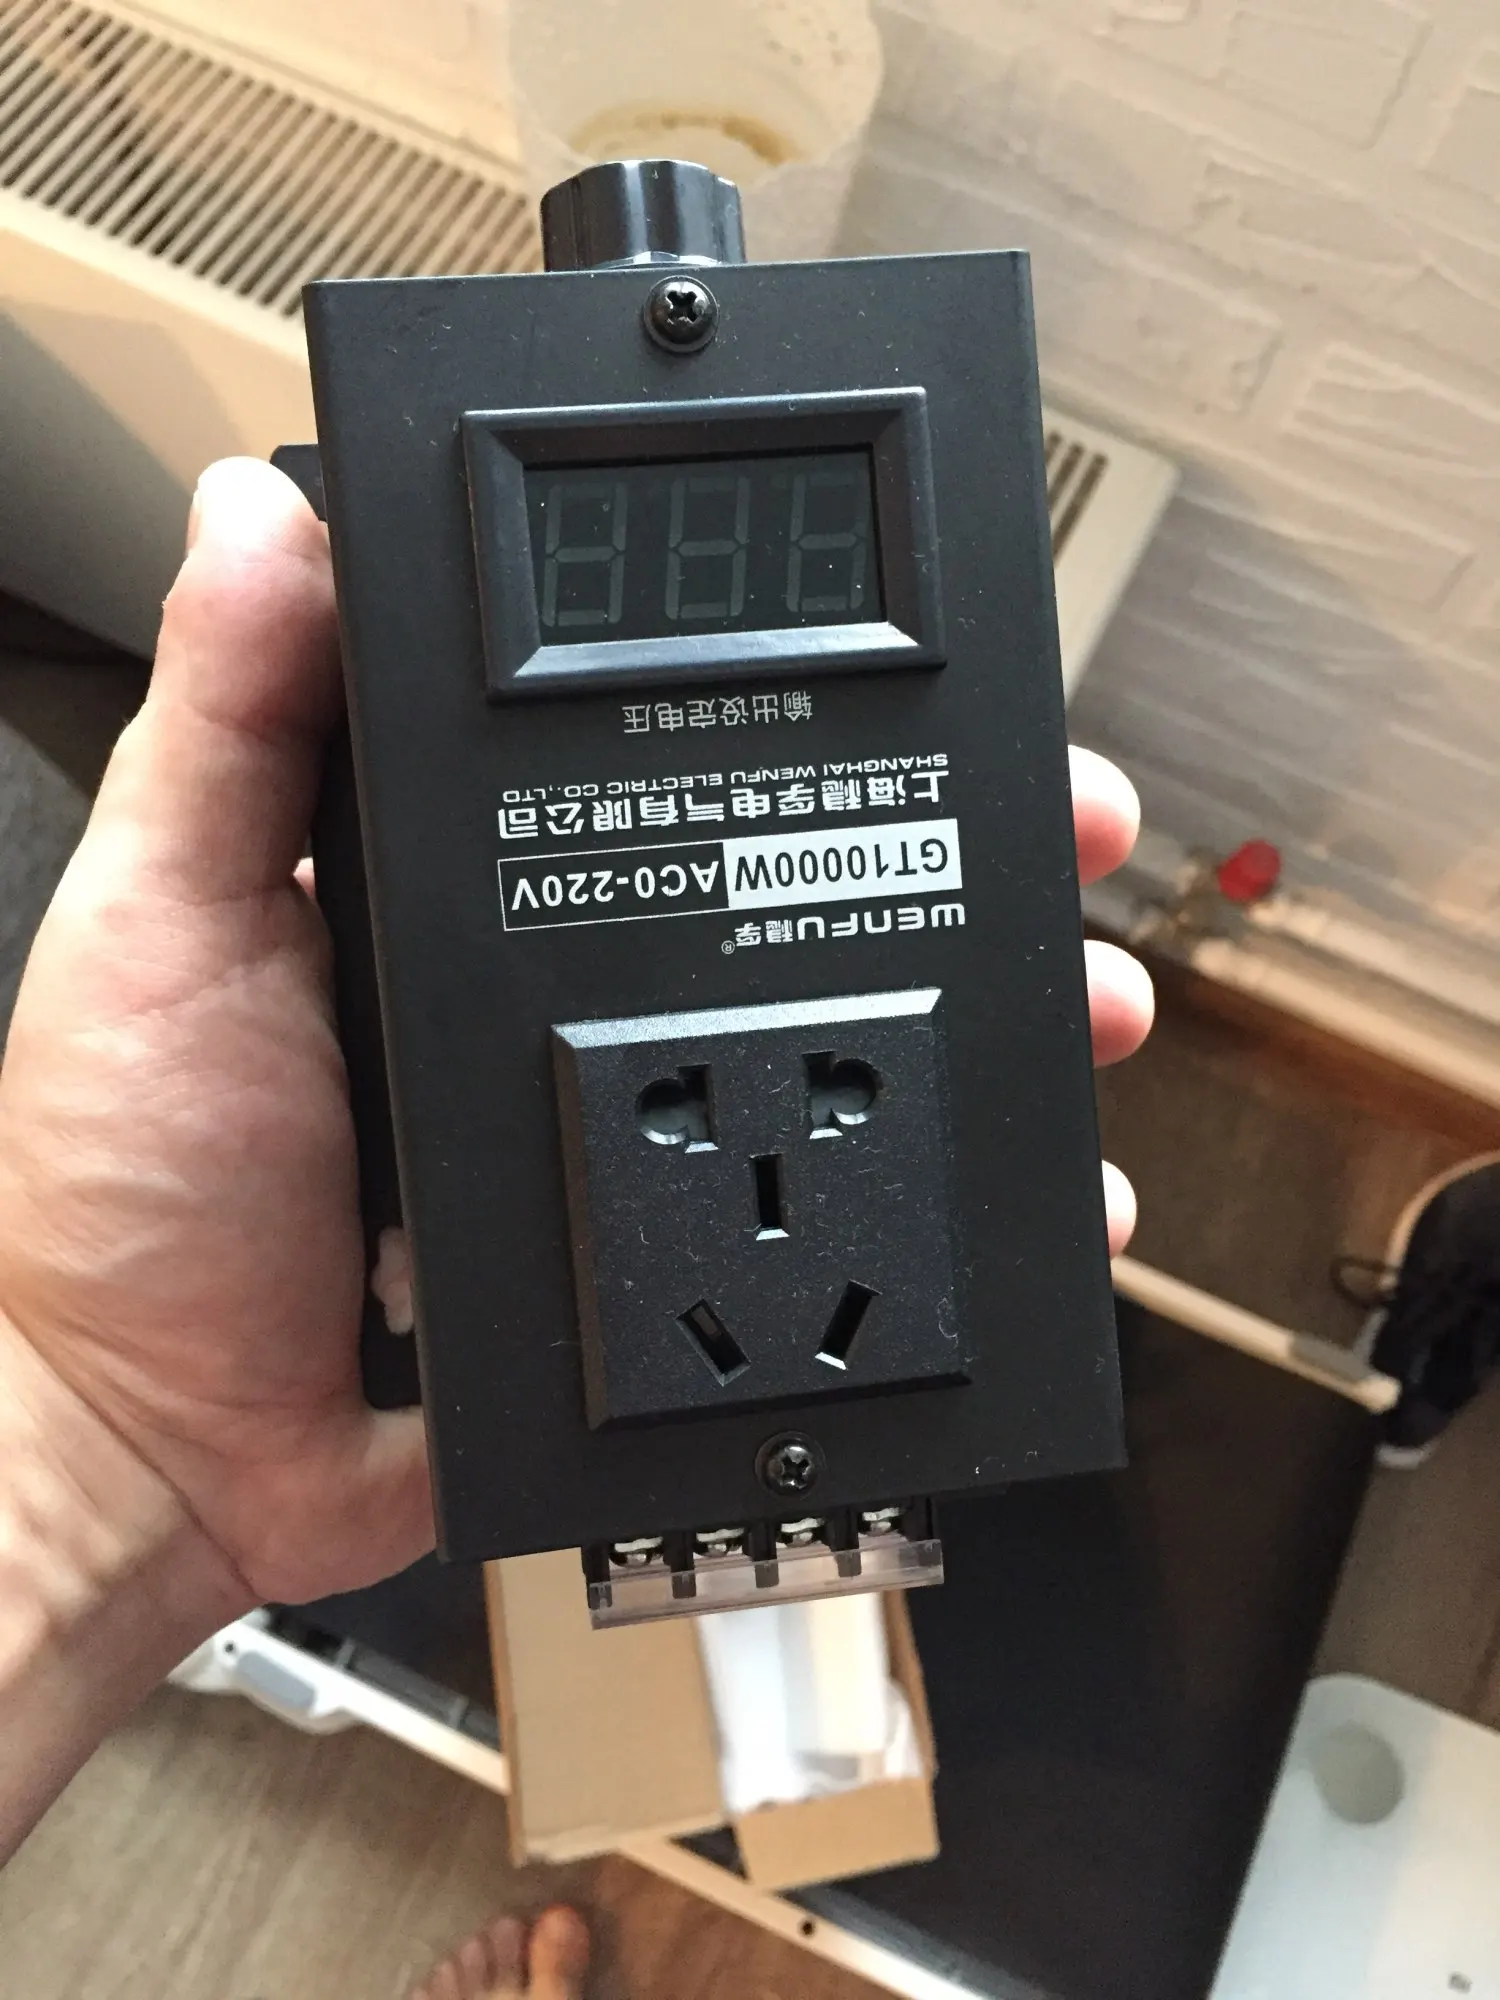 WENFU稳孚®
GT10000W AC0-220V
上海稳孚电气有限公司
SHANGHAI WENFU ELECTRIC CO.,LTD
输出设定电压